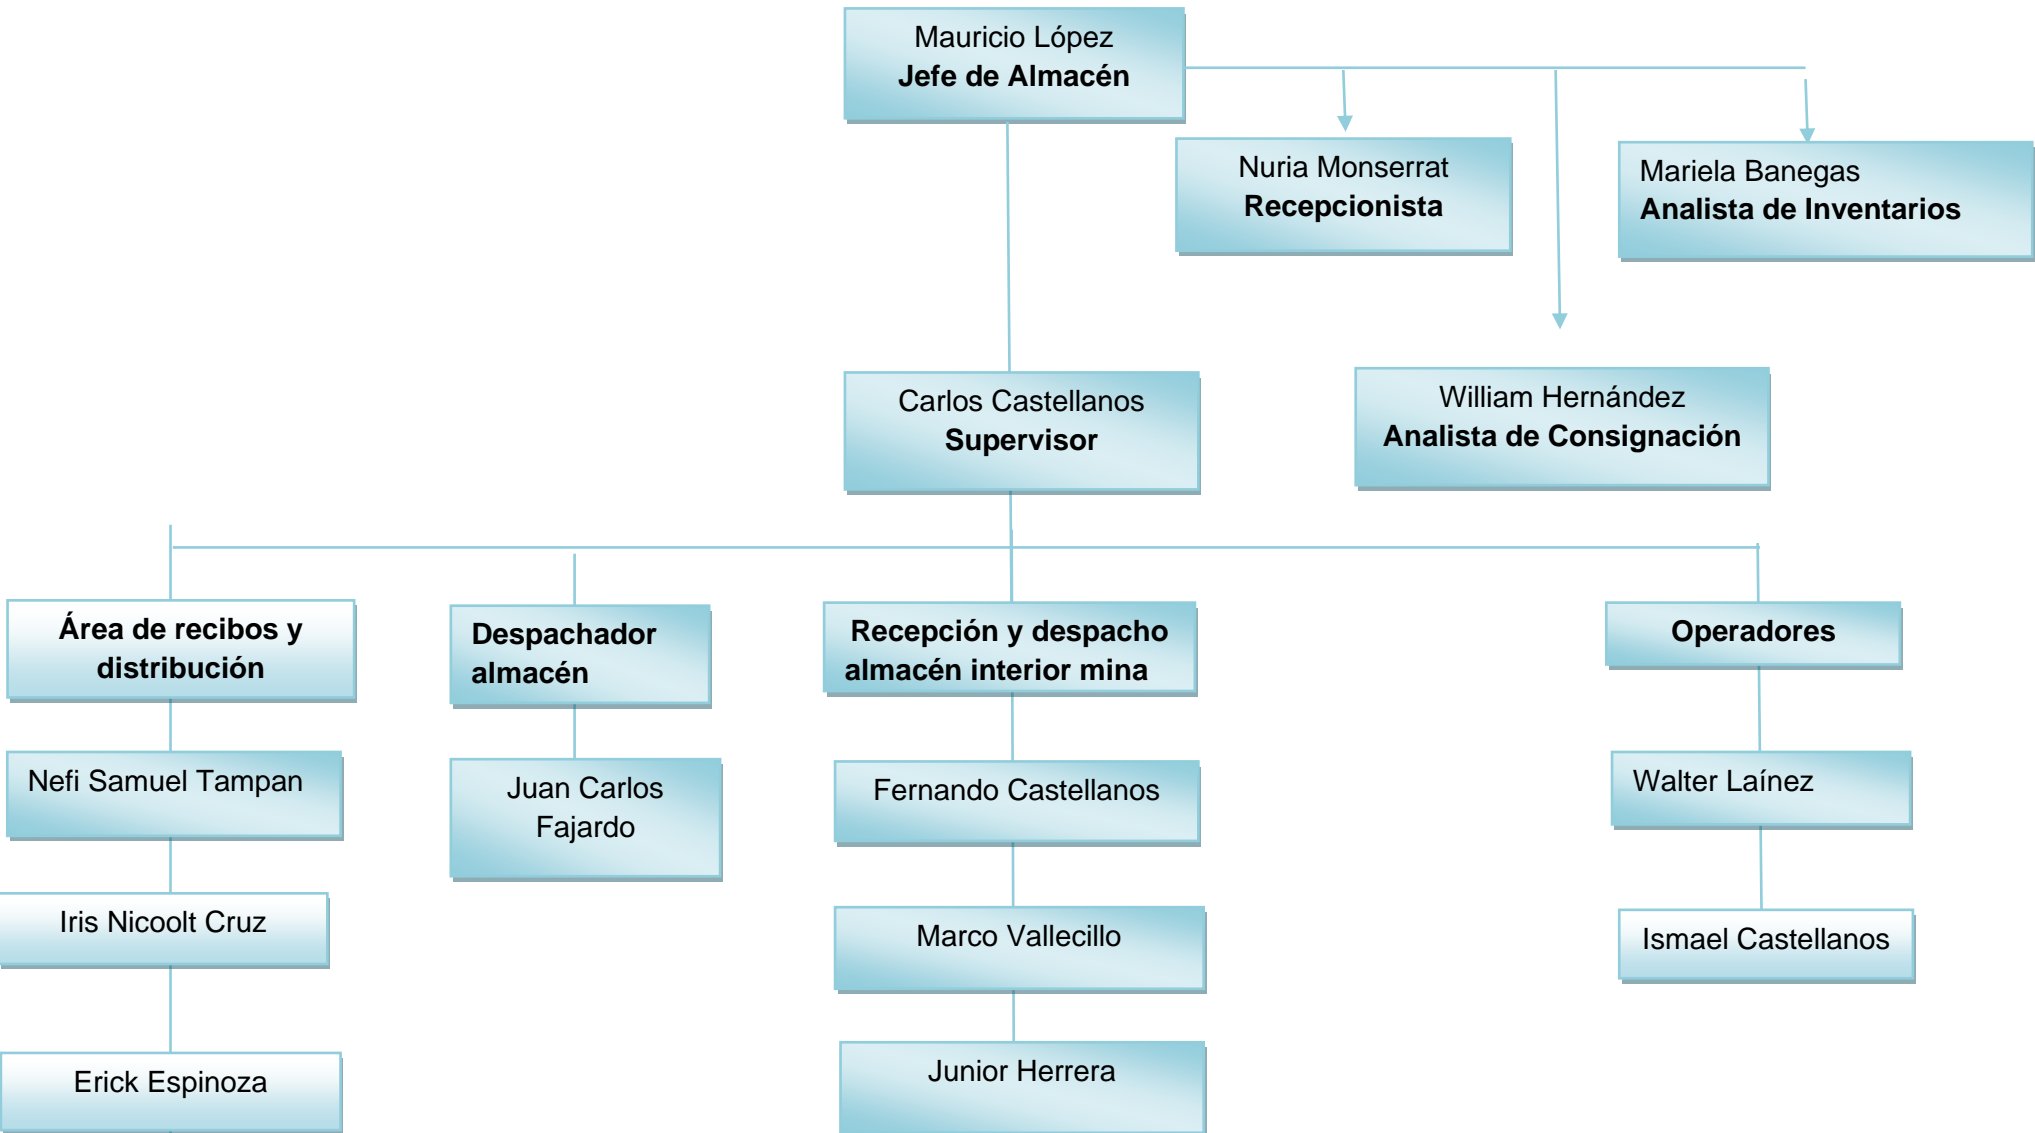 Mauricio López
Jefe de Almacén
Nuria Monserrat
Recepcionista
Mariela Banegas
Analista de Inventarios
Carlos Castellanos
Supervisor
William Hernández
Analista de Consignación
Área de recibos y
distribución
Despachador
almacén
Recepción y despacho
almacén interior mina
Operadores
Nefi Samuel Tampan
Juan Carlos
Fajardo
Fernando Castellanos
Walter Laínez
Iris Nicoolt Cruz
Marco Vallecillo
Ismael Castellanos
Erick Espinoza
Junior Herrera